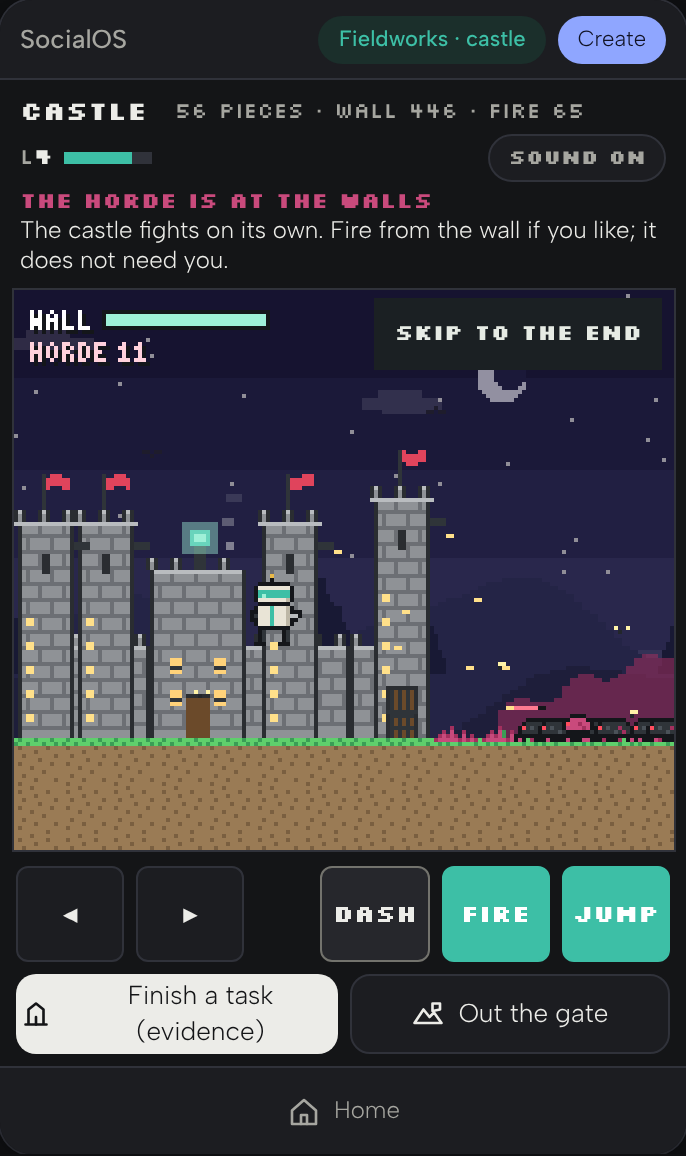 SocialOS
Fieldworks · castle
Create
CASTLE
56 PIECES · WALL 446 · FIRE 65
SOUND ON
THE HORDE IS AT THE WALLS
The castle fights on its own. Fire from the wall if you like; it
does not need you.
WALL
HORDE 11
SKIP TO THE END
DASH
FIRE
JUMP
Finish a task
(evidence)
Out the gate
Home